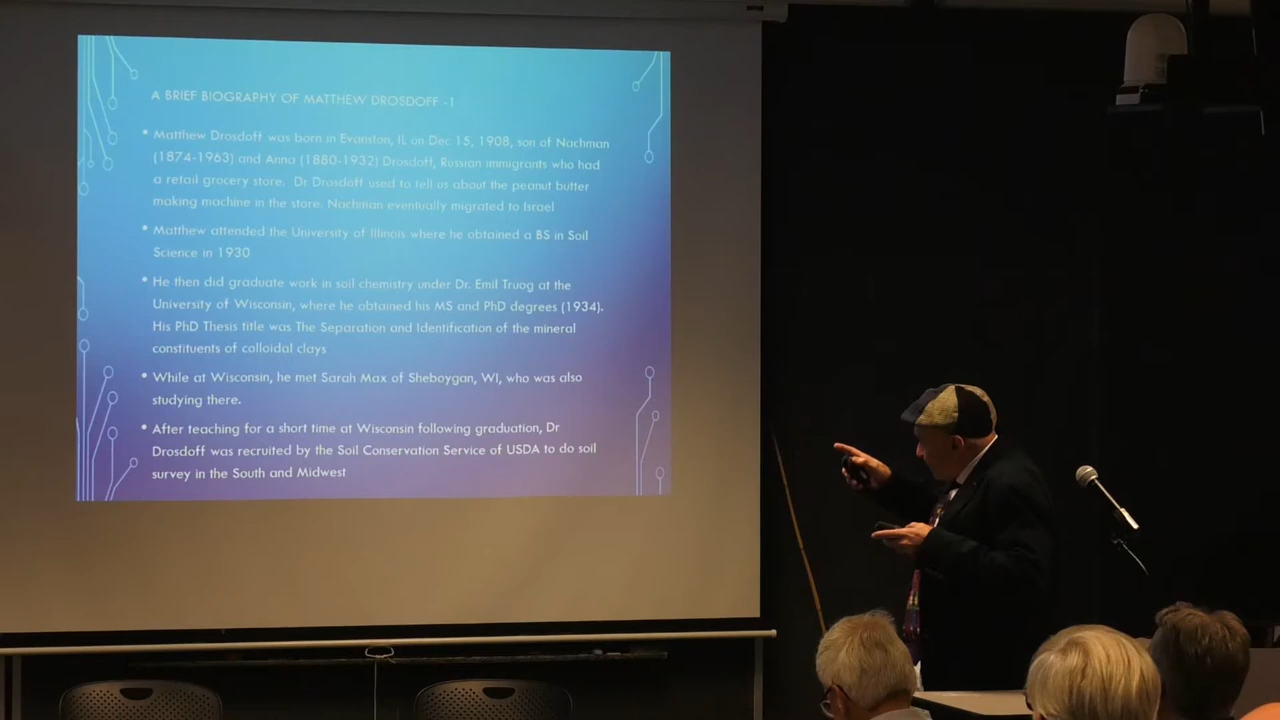 A BRIEF BIOGRAPHY OF MATTHEW DROSDOFF -1
• Matthew Drosdoff was born in Evanston, IL on Dec 15, 1908, son of Nachman
(1874-1963) and Anna (1880-1932) Drosdoff, Russian immigrants who had
a retail grocery store. Dr Drosdoff used to tell us about the peanut butter
making machine in the store. Nachman eventually migrated to Israel
• Matthew attended the University of Illinois where he obtained a BS in Soil
Science in 1930
• He then did graduate work in soil chemistry under Dr. Emil Truog at the
University of Wisconsin, where he obtained his MS and PhD degrees (1934).
His PhD Thesis title was The Separation and Identification of the mineral
constituents of colloidal clays
• While at Wisconsin, he met Sarah Max of Sheboygan, WI, who was also
studying there.
• After teaching for a short time at Wisconsin following graduation, Dr
Drosdoff was recruited by the Soil Conservation Service of USDA to do soil
survey in the South and Midwest